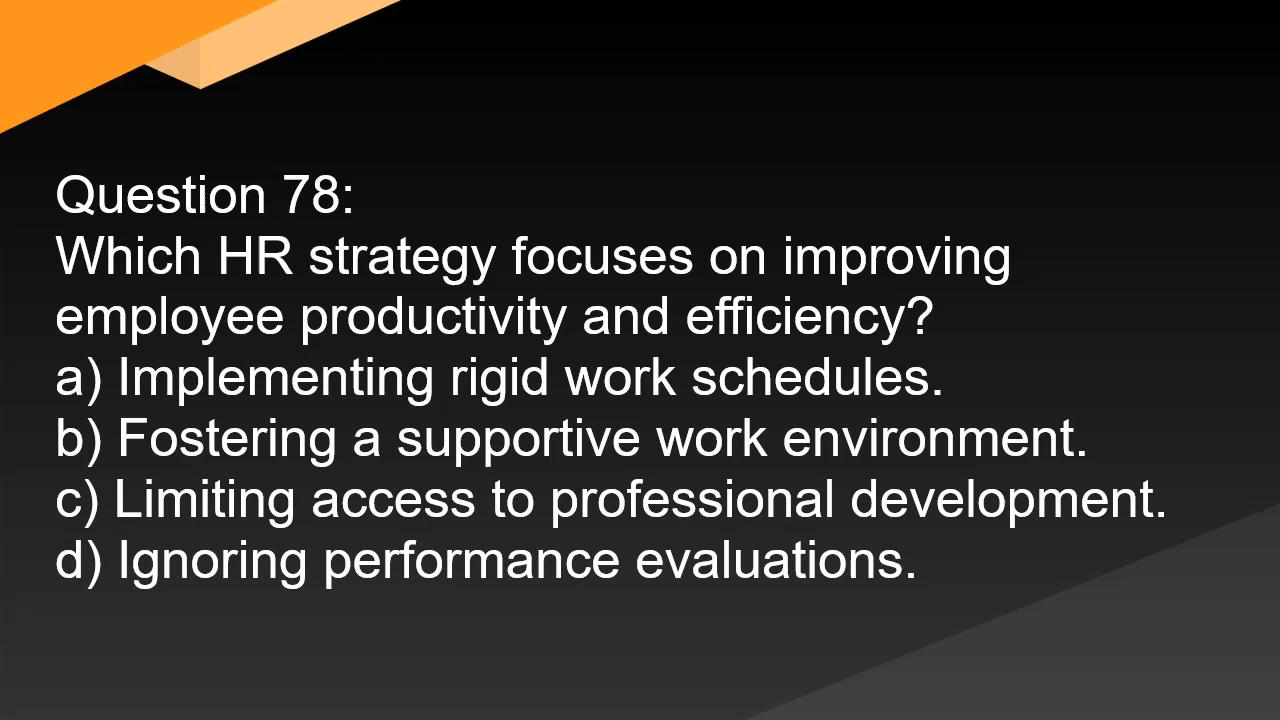 Question 78:
Which HR strategy focuses on improving
employee productivity and efficiency?
a) Implementing rigid work schedules.
b) Fostering a supportive work environment.
c) Limiting access to professional development.
d) Ignoring performance evaluations.